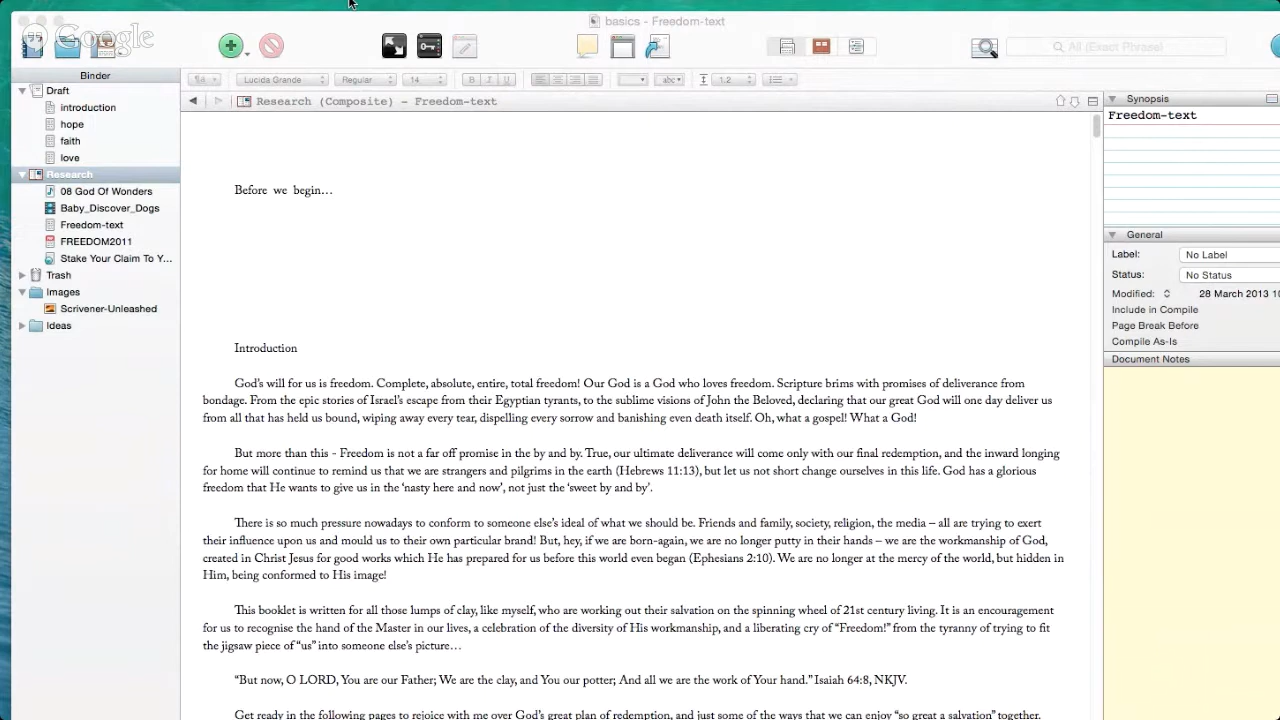 basics - Freedom-text
Google
All (Exact Phrase)
Binder
Lucida Grande
Regular
14
B I U
abc
1.2
Draft
introduction
hope
faith
love
Research
08 God Of Wonders
Baby_Discover_Dogs
Freedom-text
FREEDOM2011
Stake Your Claim To Y...
Trash
Images
Scrivener-Unleashed
Ideas
Research (Composite) - Freedom-text
Before we begin…
Introduction
God's will for us is freedom. Complete, absolute, entire, total freedom! Our God is a God who loves freedom. Scripture brims with promises of deliverance from
bondage. From the epic stories of Israel's escape from their Egyptian tyrants, to the sublime visions of John the Beloved, declaring that our great God will one day deliver us
from all that has held us bound, wiping away every tear, dispelling every sorrow and banishing even death itself. Oh, what a gospel! What a God!
But more than this - Freedom is not a far off promise in the by and by. True, our ultimate deliverance will come only with our final redemption, and the inward longing
for home will continue to remind us that we are strangers and pilgrims in the earth (Hebrews 11:13), but let us not short change ourselves in this life. God has a glorious
freedom that He wants to give us in the 'nasty here and now', not just the 'sweet by and by'.
There is so much pressure nowadays to conform to someone else's ideal of what we should be. Friends and family, society, religion, the media – all are trying to exert
their influence upon us and mould us to their own particular brand! But, hey, if we are born-again, we are no longer putty in their hands – we are the workmanship of God,
created in Christ Jesus for good works which He has prepared for us before this world even began (Ephesians 2:10). We are no longer at the mercy of the world, but hidden in
Him, being conformed to His image!
This booklet is written for all those lumps of clay, like myself, who are working out their salvation on the spinning wheel of 21st century living. It is an encouragement
for us to recognise the hand of the Master in our lives, a celebration of the diversity of His workmanship, and a liberating cry of “Freedom!” from the tyranny of trying to fit
the jigsaw piece of “us” into someone else's picture…
“But now, O LORD, You are our Father; We are the clay, and You our potter; And all we are the work of Your hand.” Isaiah 64:8, NKJV.
Get ready in the following pages to rejoice with me over God's great plan of redemption, and just some of the ways that we can enjoy “so great a salvation” together.
Synopsis
Freedom-text
General
Label:
No Label
Status:
No Status
Modified:
28 March 2013 10
Include in Compile
Page Break Before
Compile As-Is
Document Notes